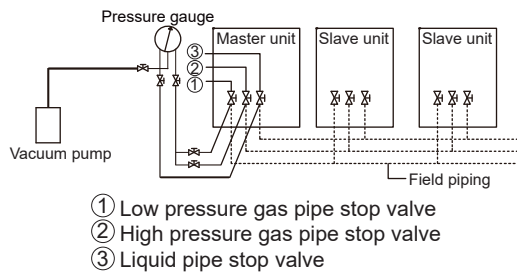 Pressure gauge
Master unit
Slave unit
Slave unit
③
②
①
Vacuum pump
Field piping
① Low pressure gas pipe stop valve
② High pressure gas pipe stop valve
③ Liquid pipe stop valve